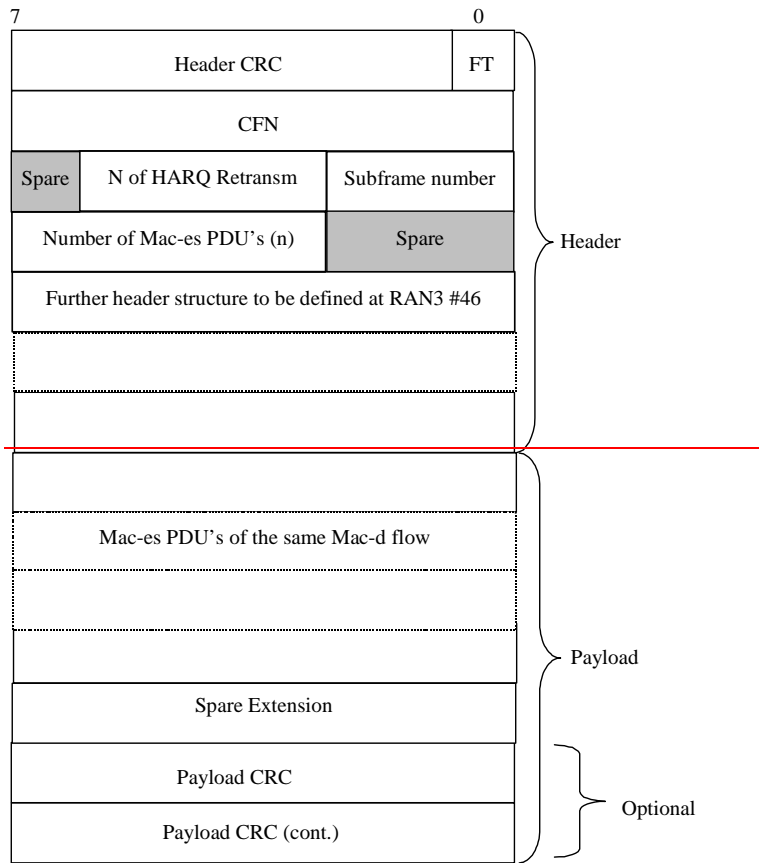 7 0
Header CRC FT
CFN
Spare N of HARQ Retransm Subframe number
Number of Mac-es PDU's (n) Spare
Header
Further header structure to be defined at RAN3 #46
Mac-es PDU's of the same Mac-d flow
Payload
Spare Extension
Payload CRC
Optional
Payload CRC (cont.)